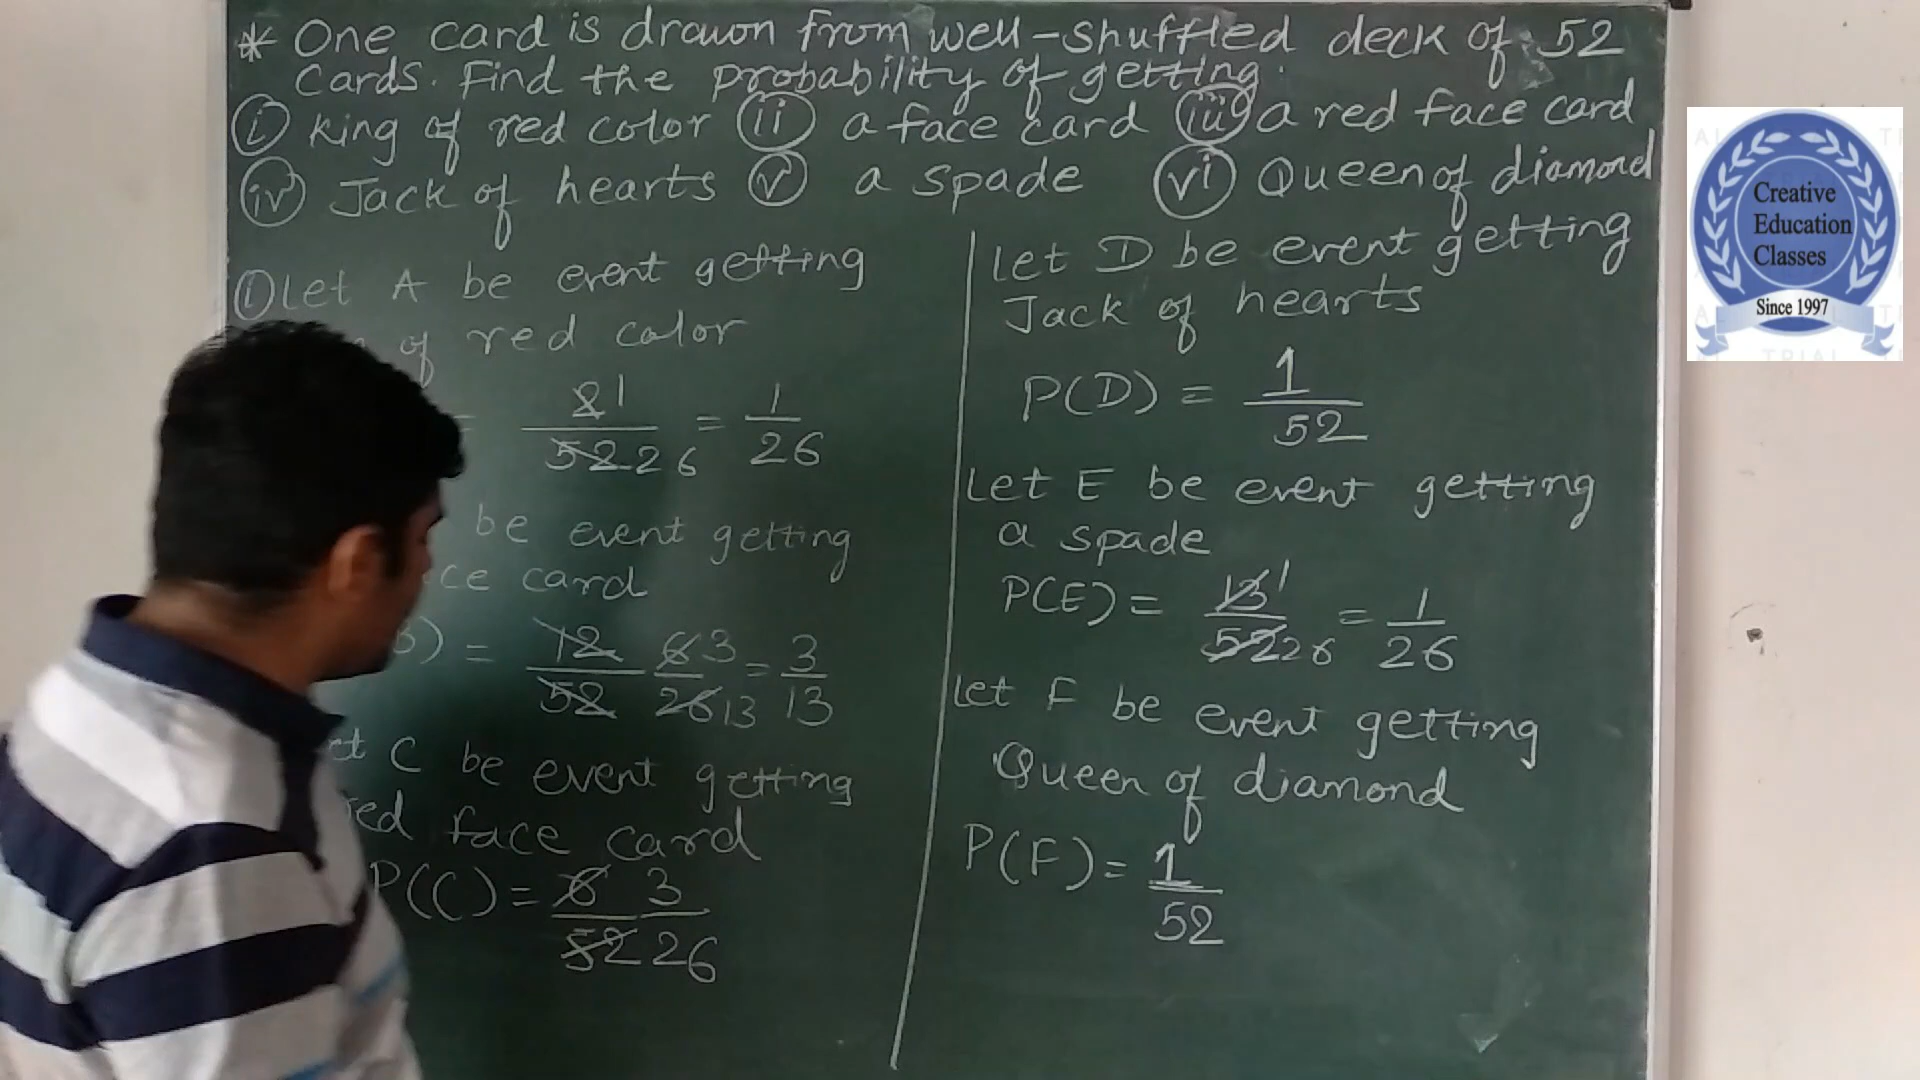 * One card is drawn from well-shuffled deck of 52
cards. Find the probability of getting.
(i) king of red color (ii) a face card (iii) a red face card
(iv) Jack of hearts (v) a spade (vi) Queen of diamond
(i) Let A be event getting
of red color
= 2 1 / 52 26 = 1/26
be event getting
ce card
B) = 12/52 6 3 / 26 13 = 3/13
et C be event getting
red face card
P(C) = 6/52 3/26
Let D be event getting
Jack of hearts
P(D) = 1/52
Let E be event getting
a spade
P(E) = 13 1 / 52 26 = 1/26
Let F be event getting
Queen of diamond
P(F) = 1/52
Creative
Education
Classes
Since 1997
TRIAL